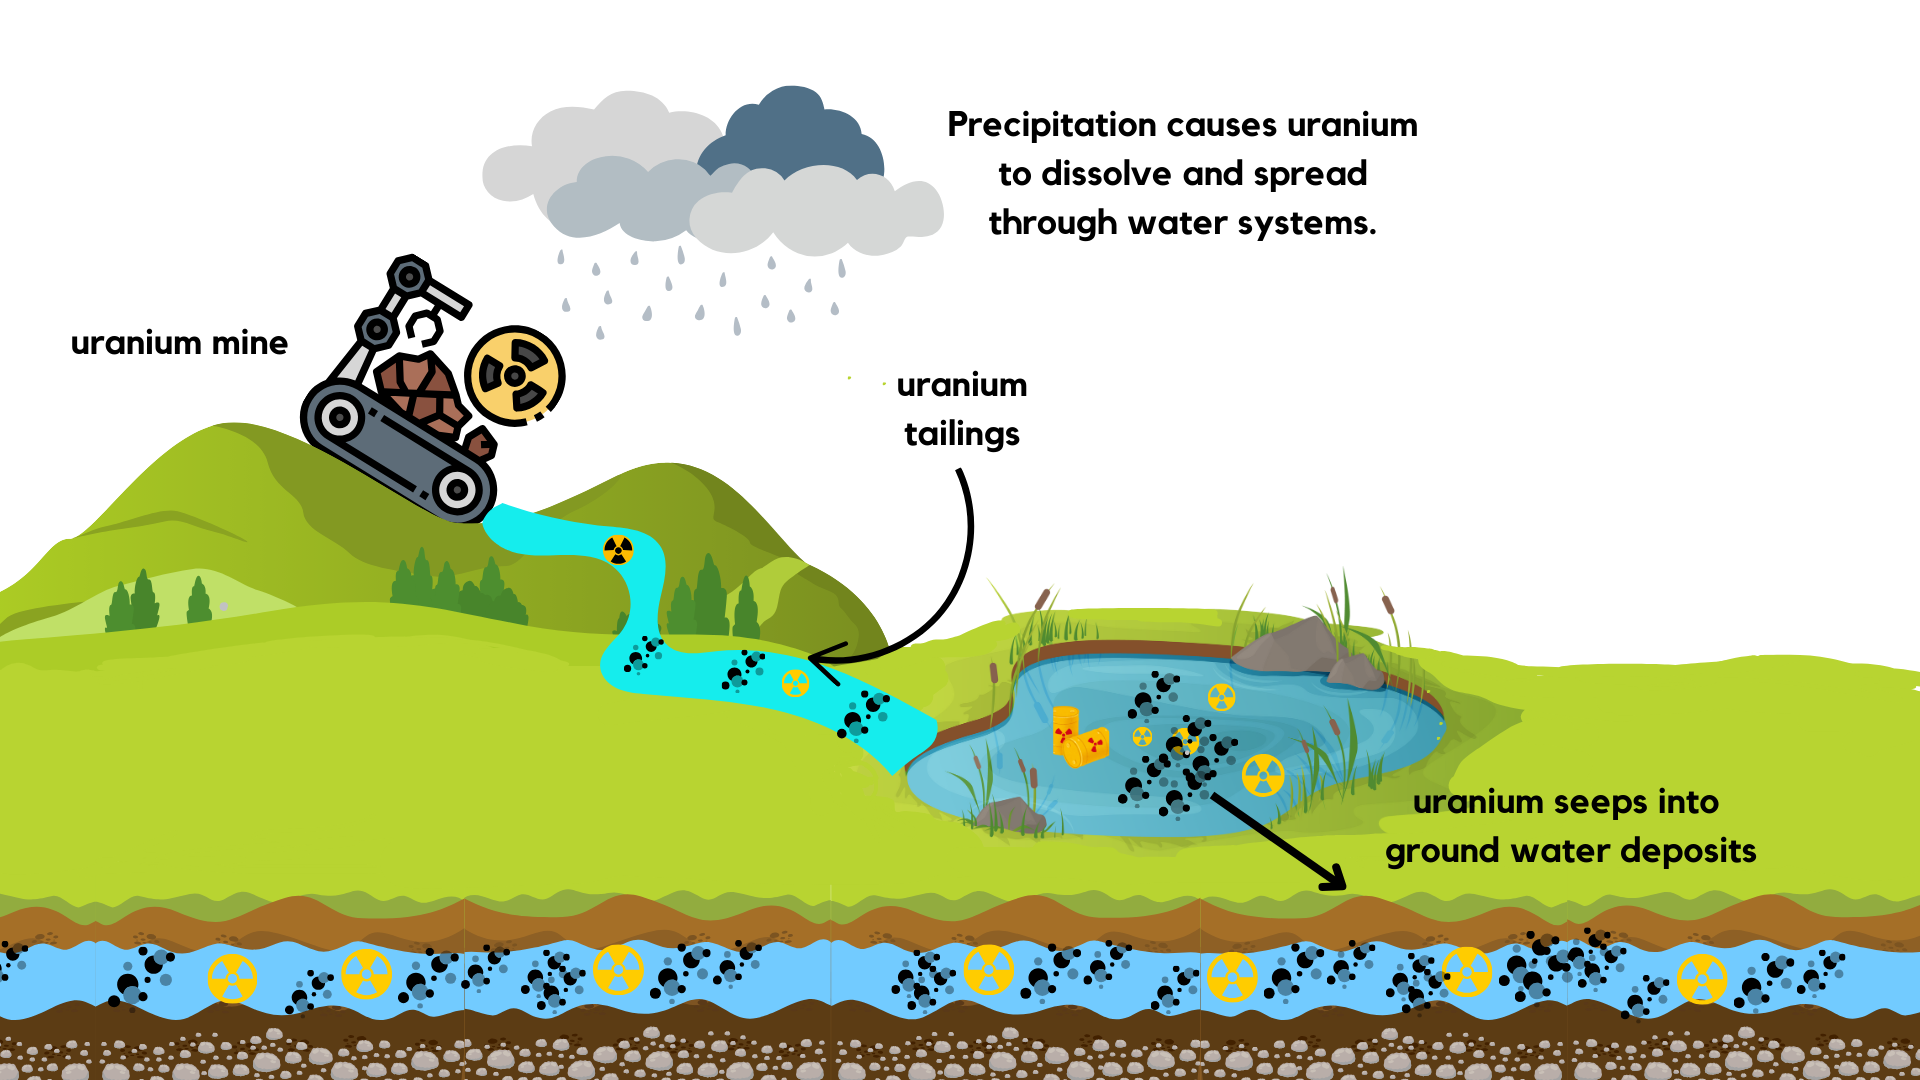 Precipitation causes uranium
to dissolve and spread
through water systems.
uranium mine
uranium
tailings
uranium seeps into
ground water deposits